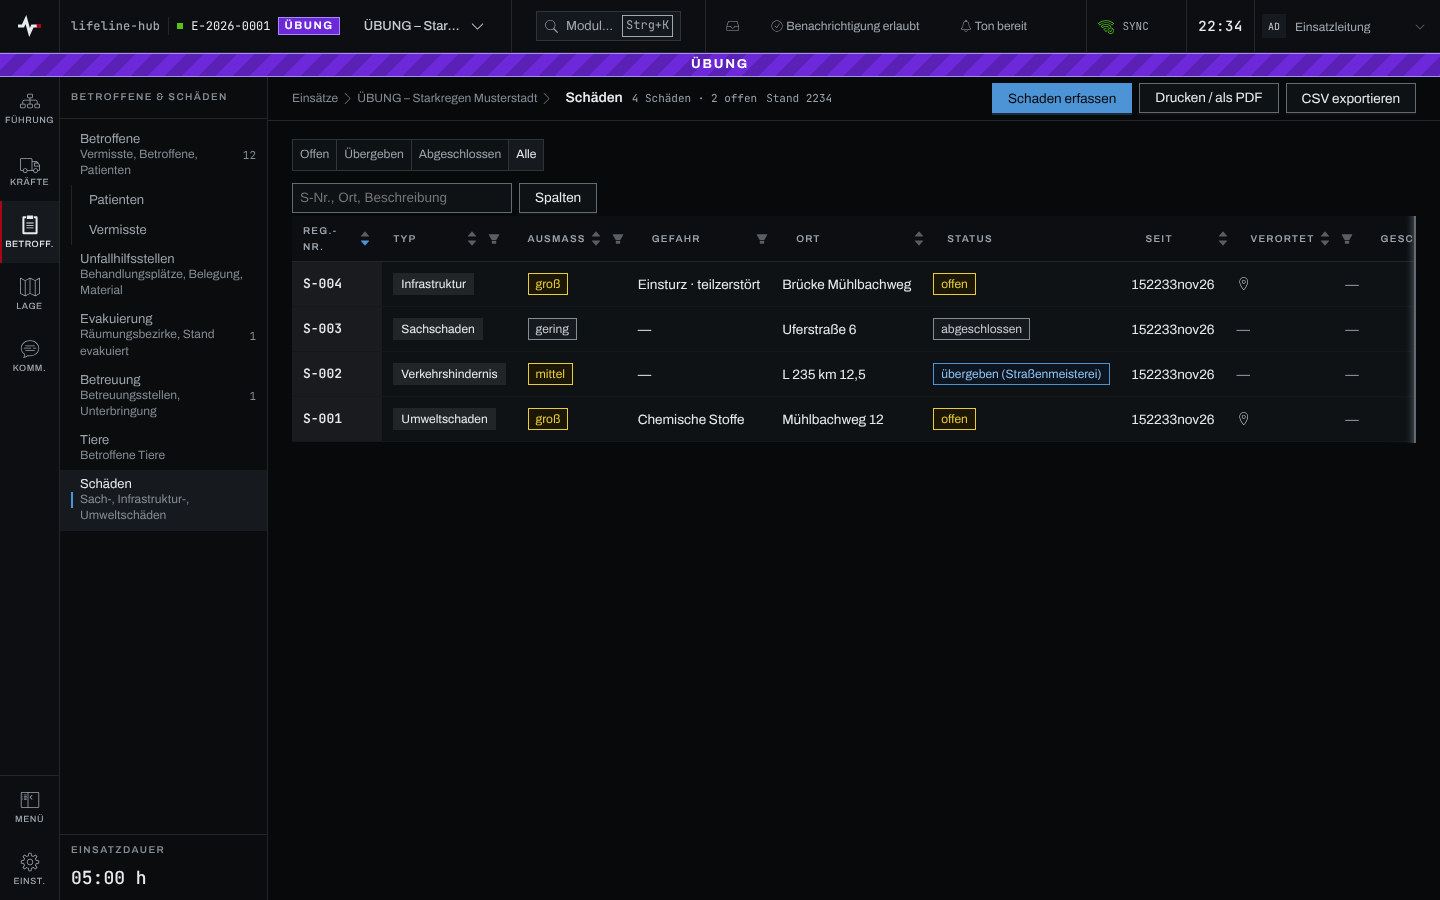 lifeline-hub
E-2026-0001 ÜBUNG
ÜBUNG – Star...
Modul... Strg+K
Benachrichtigung erlaubt
Ton bereit
SYNC
22:34
AD Einsatzleitung
ÜBUNG
FÜHRUNG
KRÄFTE
BETROFF.
LAGE
KOMM.
MENÜ
EINST.
BETROFFENE & SCHÄDEN
Betroffene
Vermisste, Betroffene, 12
Patienten
Patienten
Vermisste
Unfallhilfsstellen
Behandlungsplätze, Belegung,
Material
Evakuierung
Räumungsbezirke, Stand 1
evakuiert
Betreuung
Betreuungsstellen, 1
Unterbringung
Tiere
Betroffene Tiere
Schäden
Sach-, Infrastruktur-,
Umweltschäden
EINSATZDAUER
05:00 h
Einsätze ÜBUNG – Starkregen Musterstadt Schäden 4 Schäden · 2 offen Stand 2234
Schaden erfassen Drucken / als PDF CSV exportieren
Offen Übergeben Abgeschlossen Alle
S-Nr., Ort, Beschreibung Spalten
REG.-NR. TYP AUSMASS GEFAHR ORT STATUS SEIT VERORTET GESC
S-004 Infrastruktur groß Einsturz · teilzerstört Brücke Mühlbachweg offen 152233nov26 —
S-003 Sachschaden gering — Uferstraße 6 abgeschlossen 152233nov26 — —
S-002 Verkehrshindernis mittel — L 235 km 12,5 übergeben (Straßenmeisterei) 152233nov26 — —
S-001 Umweltschaden groß Chemische Stoffe Mühlbachweg 12 offen 152233nov26 —